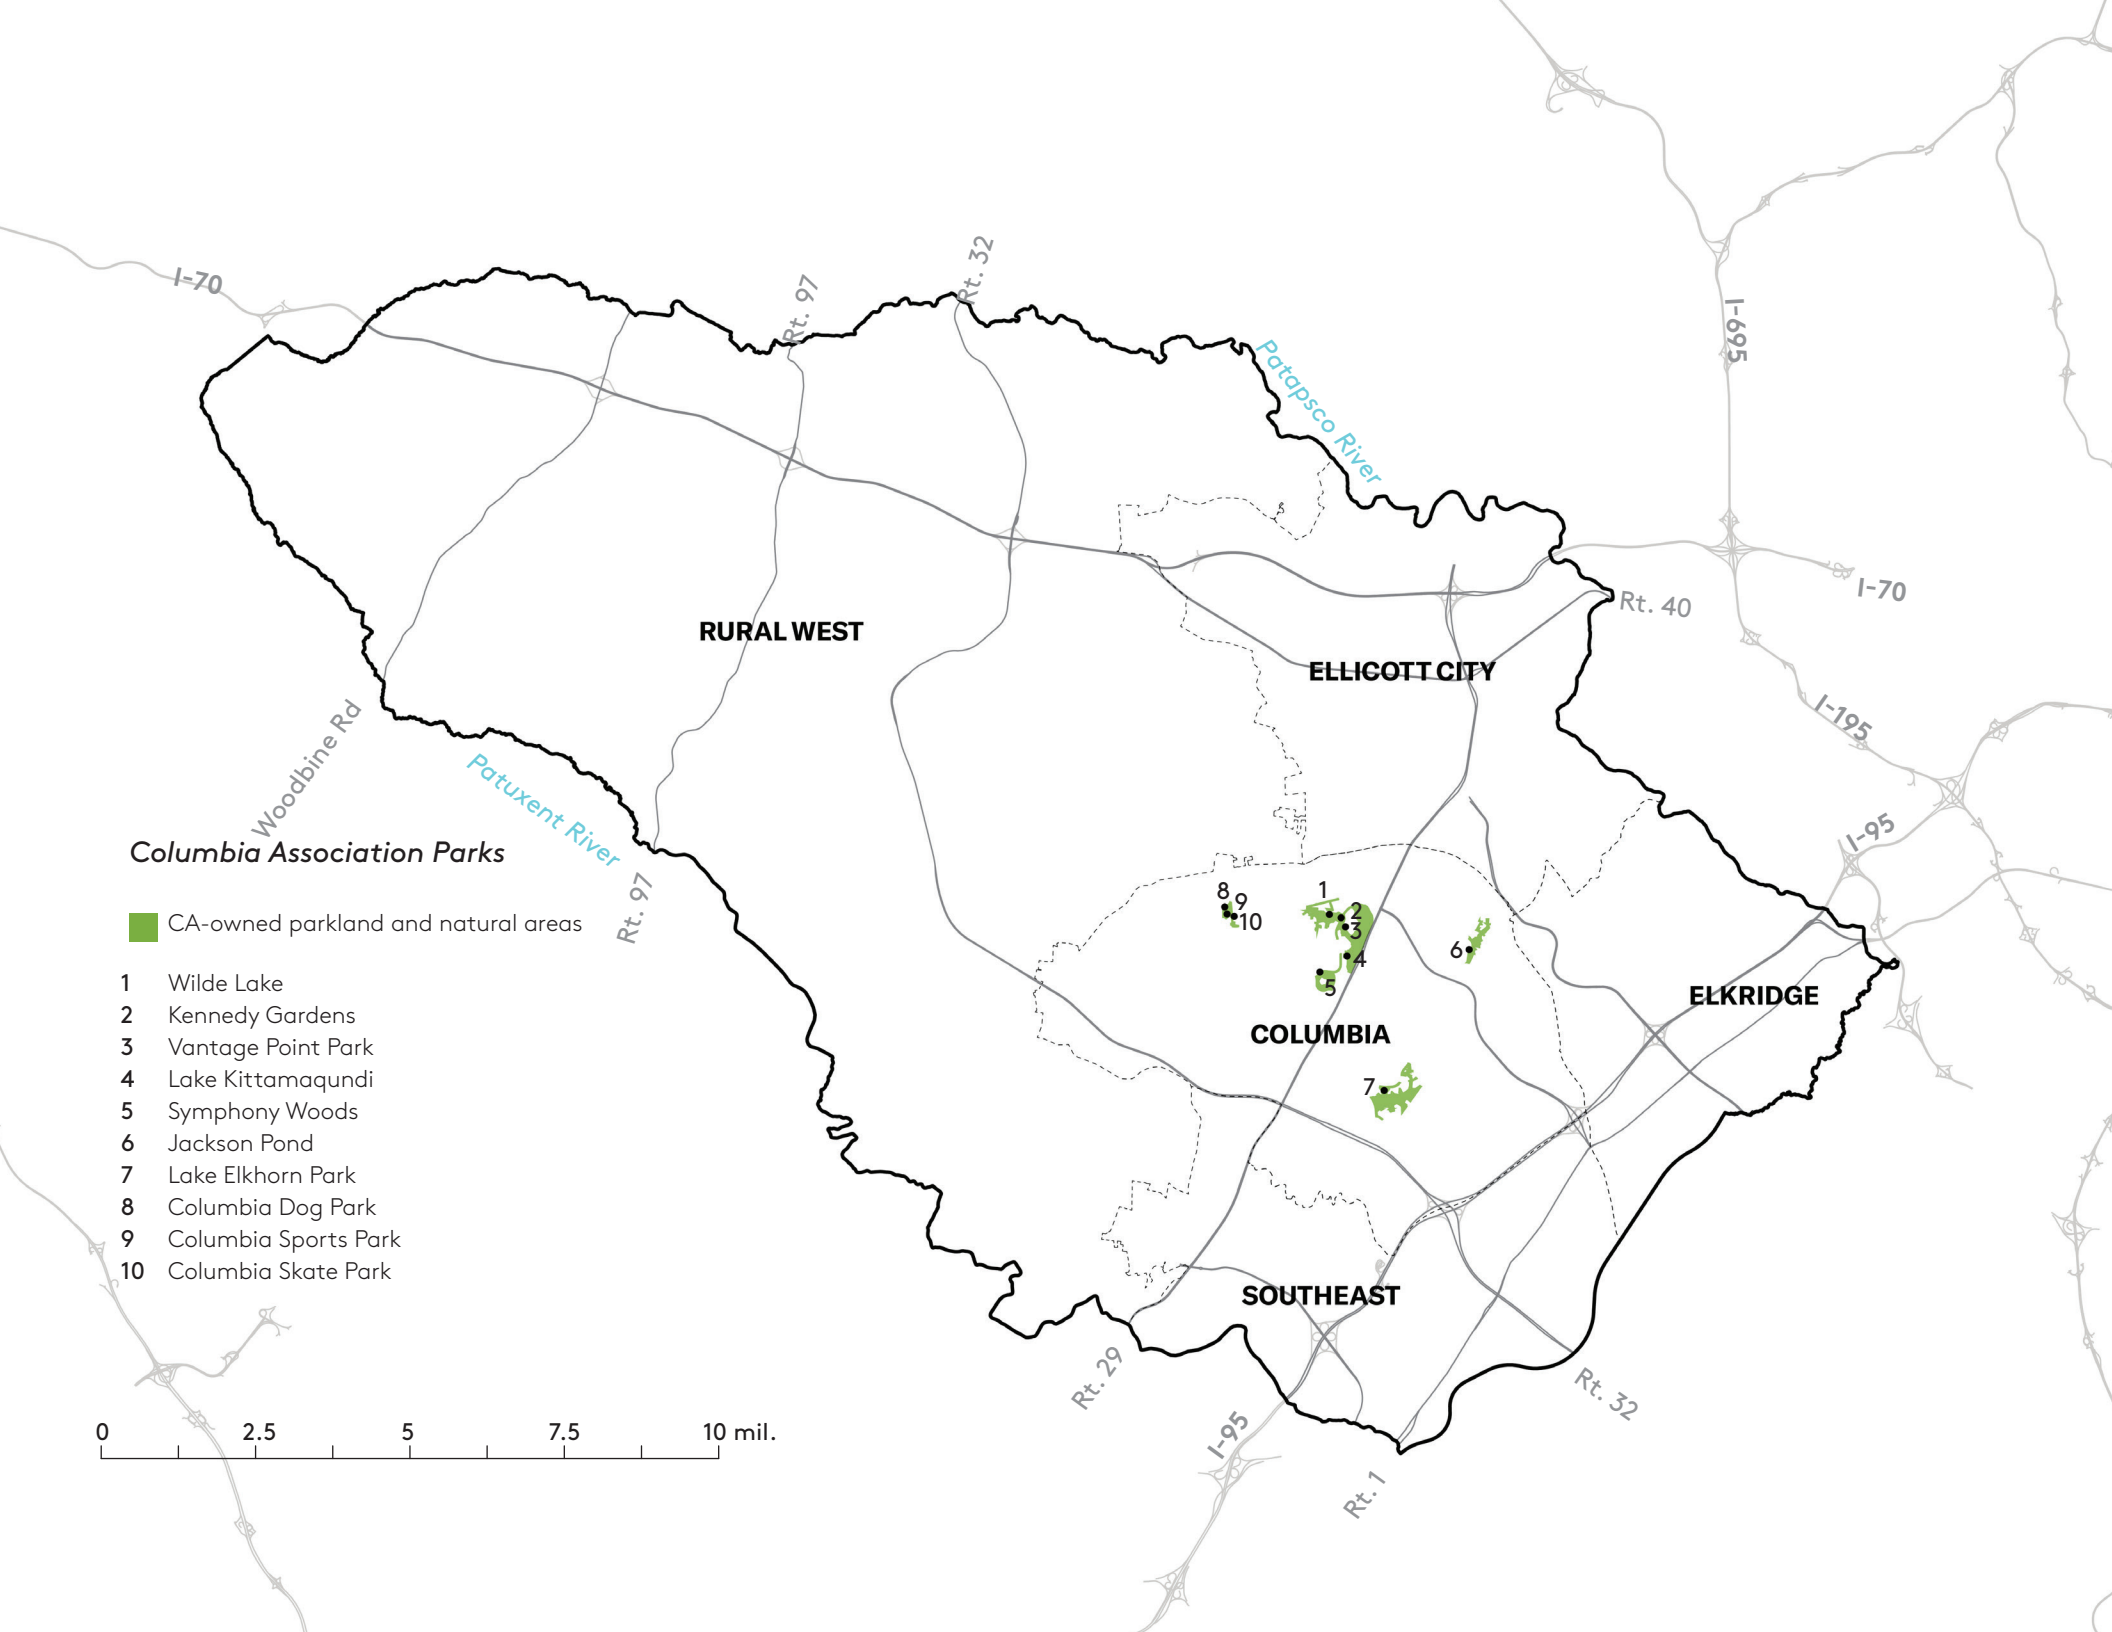 Rt. 32
I-70
Rt. 97
I-695
Patapsco River
I-70
Rt. 40
RURAL WEST
ELLICOTT CITY
I-195
Woodbine Rd
Patuxent River
I-95
Columbia Association Parks
Rt. 97
CA-owned parkland and natural areas
8
9
10
1
2
3
4
5
6
ELKRIDGE
COLUMBIA
7
1 Wilde Lake
2 Kennedy Gardens
3 Vantage Point Park
4 Lake Kittamaqundi
5 Symphony Woods
6 Jackson Pond
7 Lake Elkhorn Park
8 Columbia Dog Park
9 Columbia Sports Park
10 Columbia Skate Park
SOUTHEAST
Rt. 29
Rt. 32
I-95
Rt. 1
0 2.5 5 7.5 10 mil.